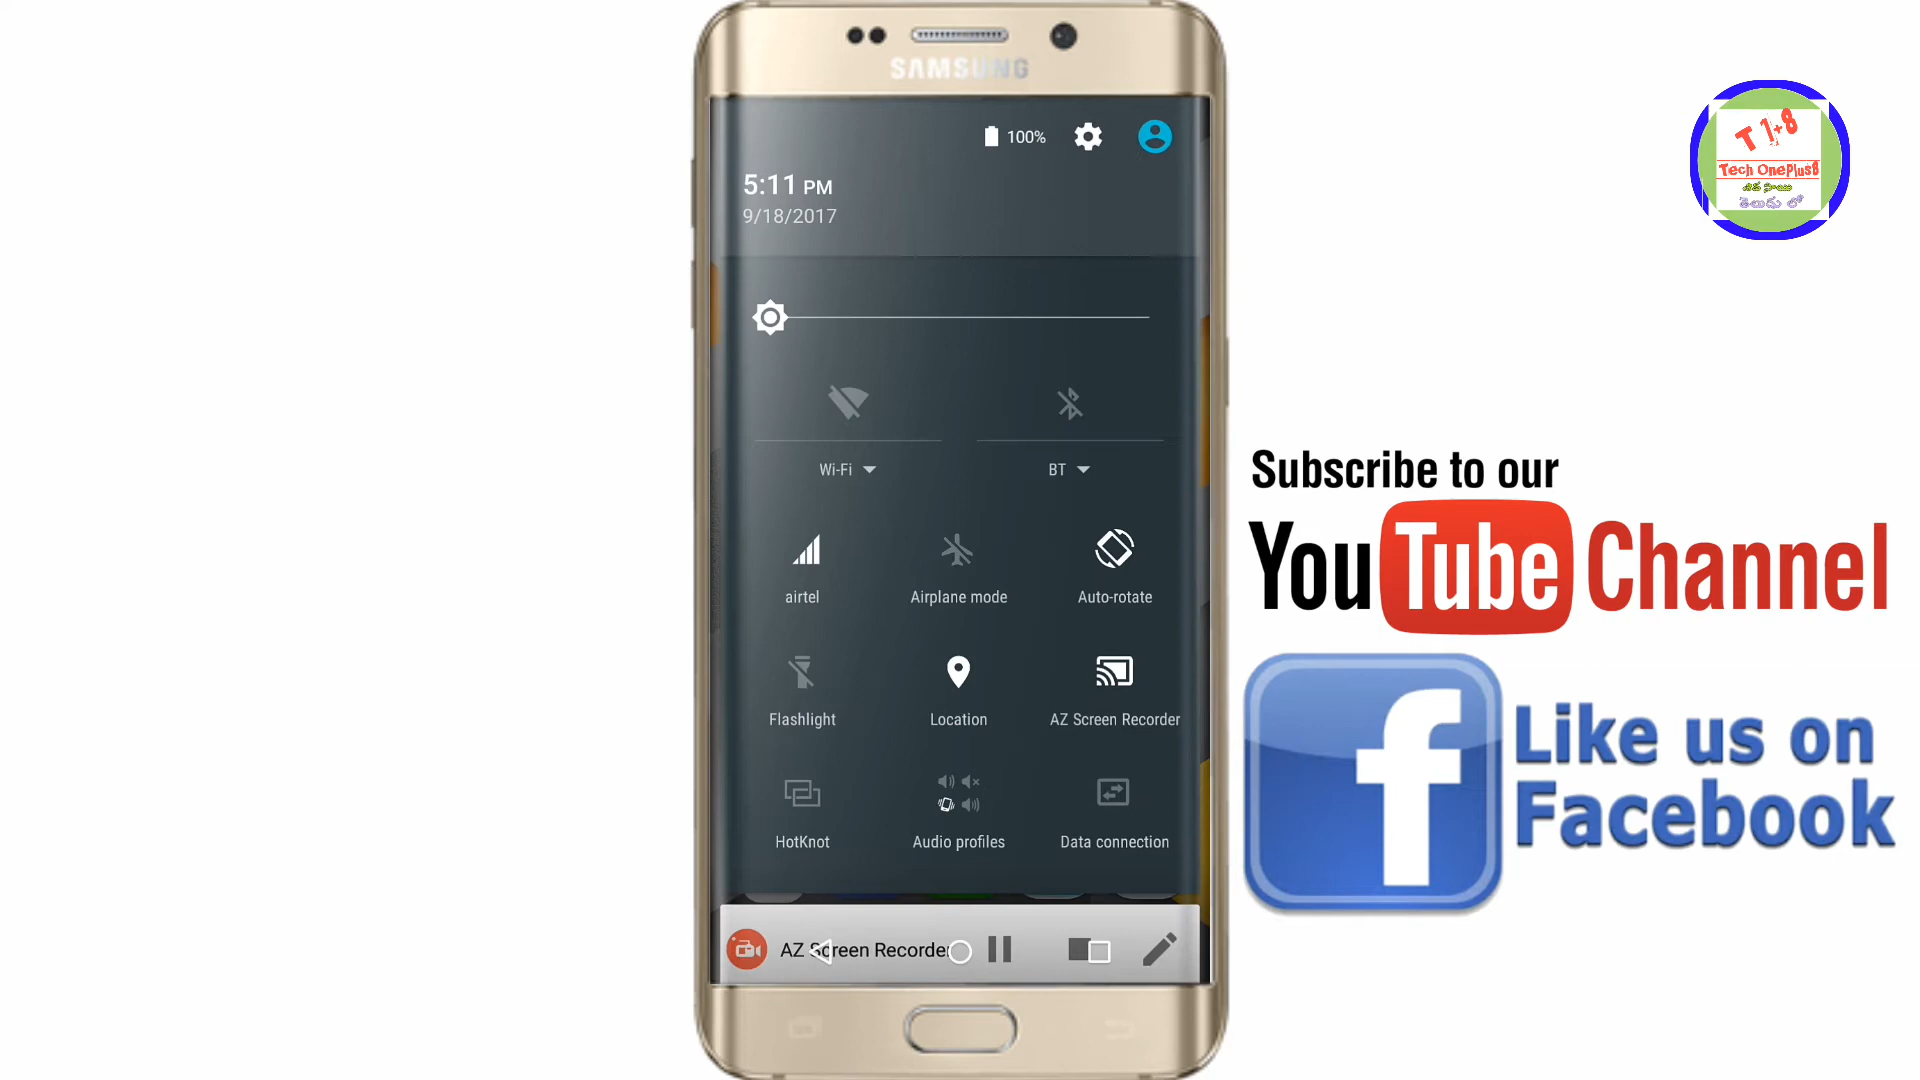 SAMSUNG
100%
5:11 PM
9/18/2017
Wi-Fi
BT
airtel
Airplane mode
Auto-rotate
Flashlight
Location
AZ Screen Recorder
HotKnot
Audio profiles
Data connection
AZ Screen Recorder
T 1+8
Tech OnePlus8
తెలుగు లో
Subscribe to our
YouTube Channel
f
Like us on
Facebook